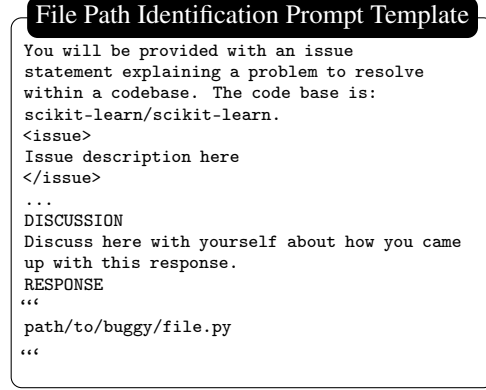 File Path Identification Prompt Template
You will be provided with an issue
statement explaining a problem to resolve
within a codebase. The code base is:
scikit-learn/scikit-learn.
<issue>
Issue description here
</issue>
...
DISCUSSION
Discuss here with yourself about how you came
up with this response.
RESPONSE
“‘
path/to/buggy/file.py
“‘